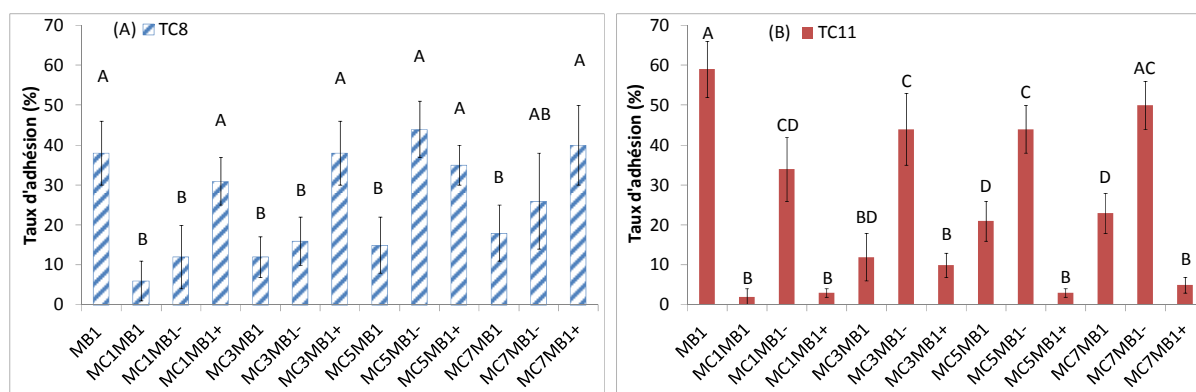 (A) TC8
Taux d'adhésion (%)
70
60
50
40
30
20
10
0
A B B A B B A B A A B AB A
MB1 MC1MB1 MC1MB1- MC1MB1+ MC3MB1 MC3MB1- MC3MB1+ MC5MB1 MC5MB1- MC5MB1+ MC7MB1 MC7MB1- MC7MB1+
(B) TC11
Taux d'adhésion (%)
70
60
50
40
30
20
10
0
A B CD B BD C B D C B D AC B
MB1 MC1MB1 MC1MB1- MC1MB1+ MC3MB1 MC3MB1- MC3MB1+ MC5MB1 MC5MB1- MC5MB1+ MC7MB1 MC7MB1- MC7MB1+